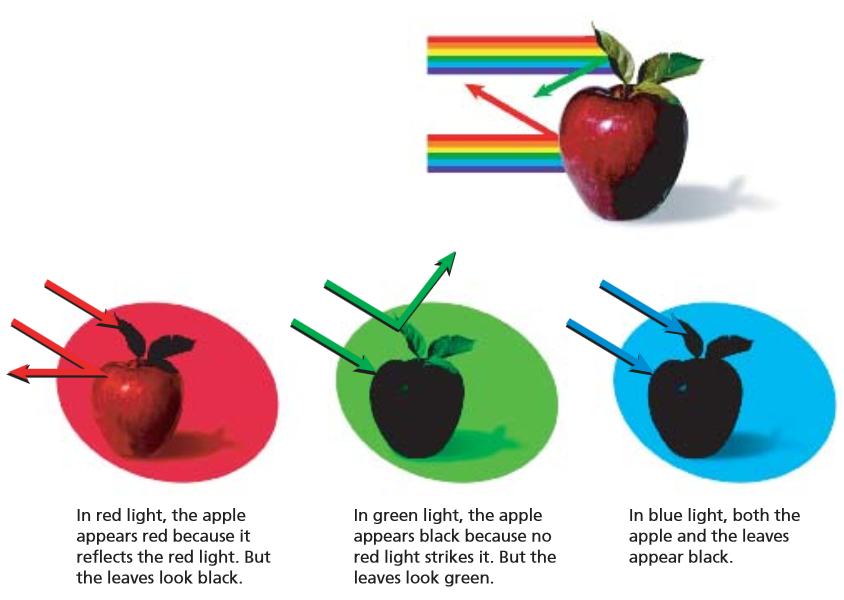 In red light, the apple
appears red because it
reflects the red light. But
the leaves look black.
In green light, the apple
appears black because no
red light strikes it. But the
leaves look green.
In blue light, both the
apple and the leaves
appear black.